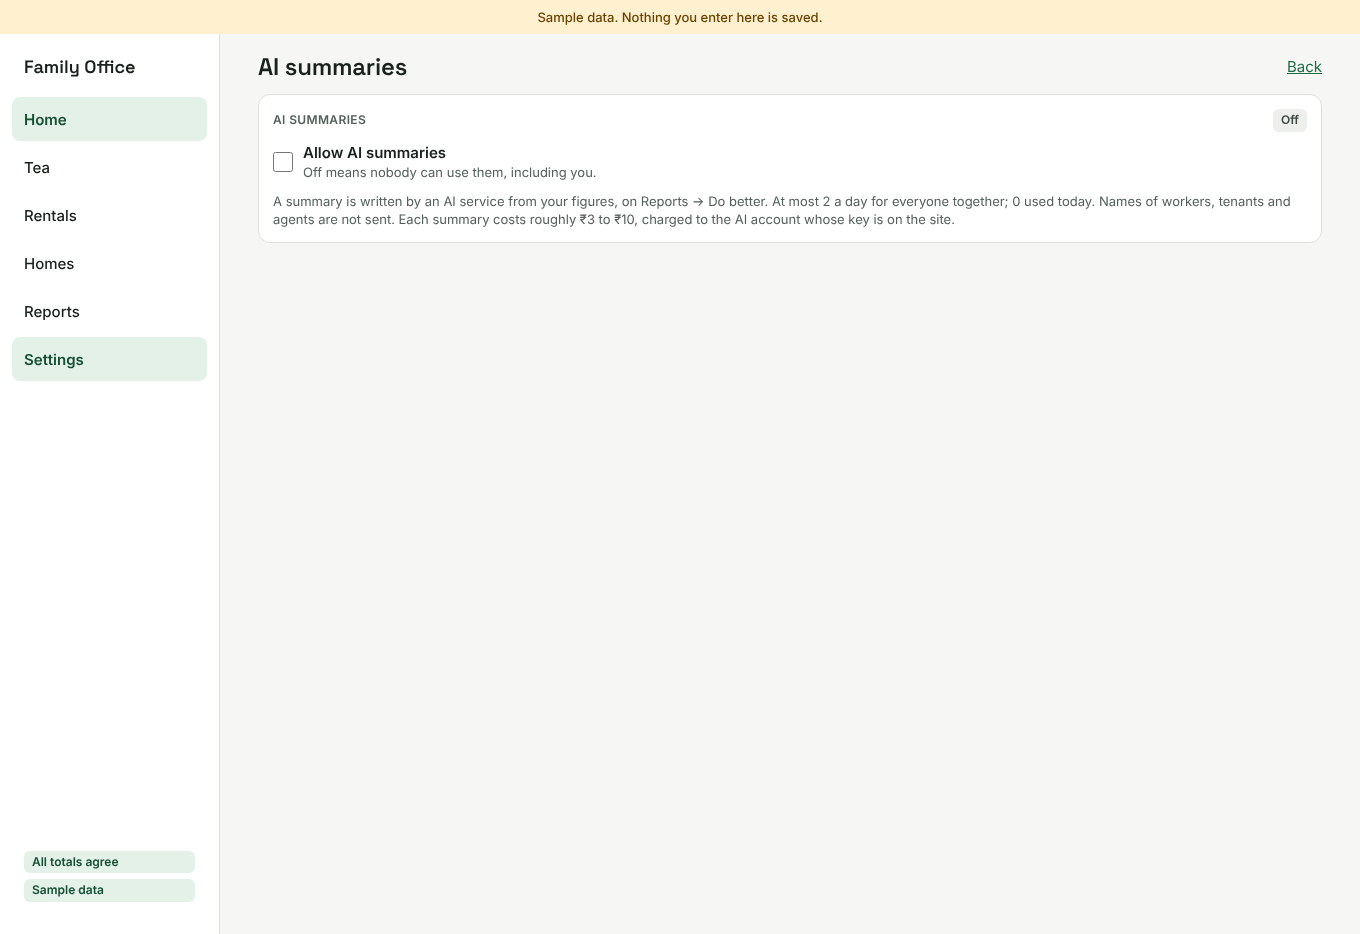 Sample data. Nothing you enter here is saved.
Family Office
Home
Tea
Rentals
Homes
Reports
Settings
All totals agree
Sample data
AI summaries
Back
AI SUMMARIES
Off
Allow AI summaries
Off means nobody can use them, including you.
A summary is written by an AI service from your figures, on Reports → Do better. At most 2 a day for everyone together; 0 used today. Names of workers, tenants and
agents are not sent. Each summary costs roughly ₹3 to ₹10, charged to the AI account whose key is on the site.